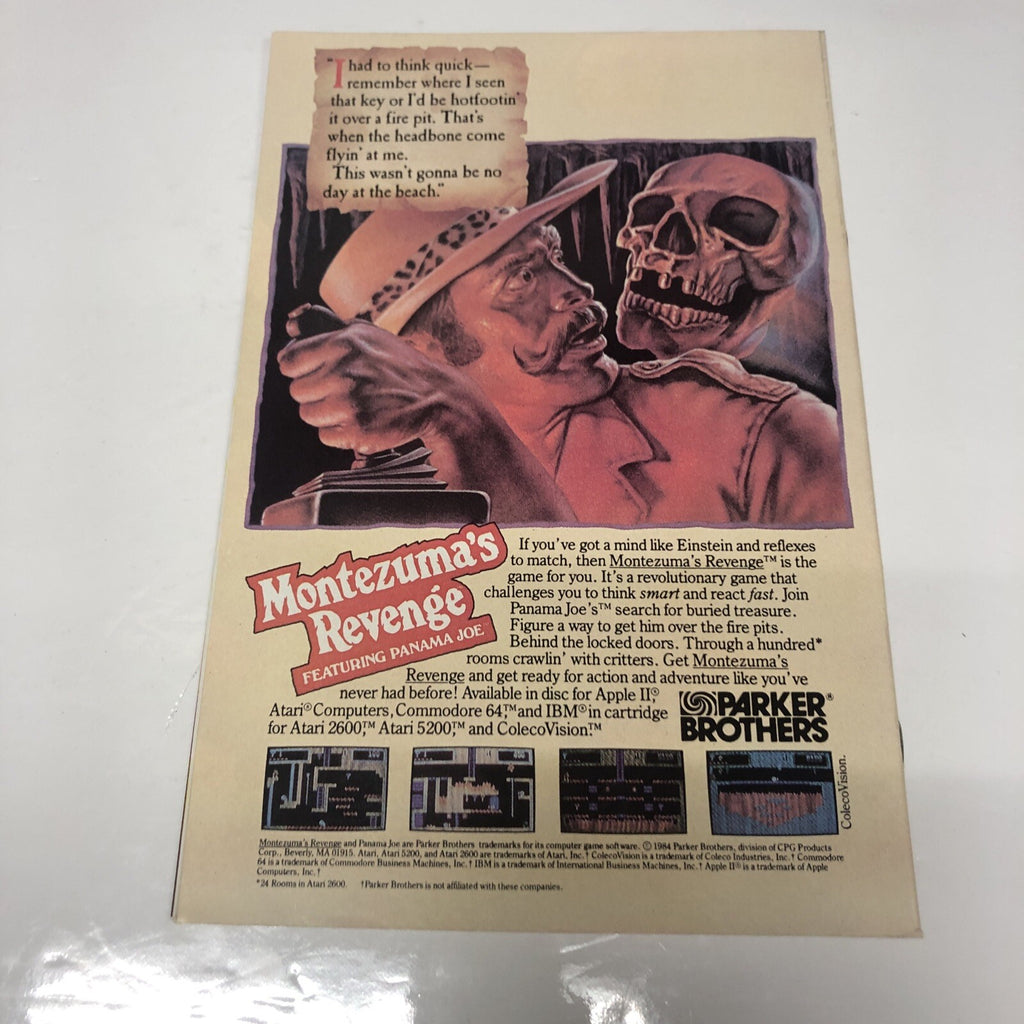 "I had to think quick—
remember where I seen
that key or I'd be hotfootin'
it over a fire pit. That's
when the headbone come
flyin' at me.
This wasn't gonna be no
day at the beach."
Montezuma's
Revenge
FEATURING PANAMA JOE™
If you've got a mind like Einstein and reflexes
to match, then Montezuma's Revenge™ is the
game for you. It's a revolutionary game that
challenges you to think smart and react fast. Join
Panama Joe's™ search for buried treasure.
Figure a way to get him over the fire pits.
Behind the locked doors. Through a hundred*
rooms crawlin' with critters. Get Montezuma's
Revenge and get ready for action and adventure like you've
never had before! Available in disc for Apple II,®
Atari® Computers, Commodore 64,™ and IBM® in cartridge
for Atari 2600,™ Atari 5200,™ and ColecoVision.™
PARKER®
BROTHERS
ColecoVision.
Montezuma's Revenge and Panama Joe are Parker Brothers trademarks for its computer game software. © 1984 Parker Brothers, division of CPG Products
Corp., Beverly, MA 01915. Atari, Atari 5200, and Atari 2600 are trademarks of Atari, Inc.† ColecoVision is a trademark of Coleco Industries, Inc.† Commodore
64 is a trademark of Commodore Business Machines, Inc.† IBM is a trademark of International Business Machines, Inc.† Apple II® is a trademark of Apple
Computers, Inc.†
*24 Rooms in Atari 2600. †Parker Brothers is not affiliated with these companies.